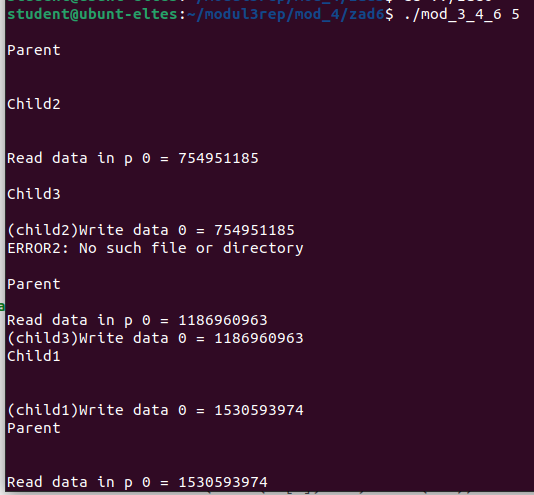 student@ubunt-eltes:~/modul3rep/mod_4/zad6$ ./mod_3_4_6 5
Parent
Child2
Read data in p 0 = 754951185
Child3
(child2)Write data 0 = 754951185
ERROR2: No such file or directory
Parent
Read data in p 0 = 1186960963
(child3)Write data 0 = 1186960963
Child1
(child1)Write data 0 = 1530593974
Parent
Read data in p 0 = 1530593974